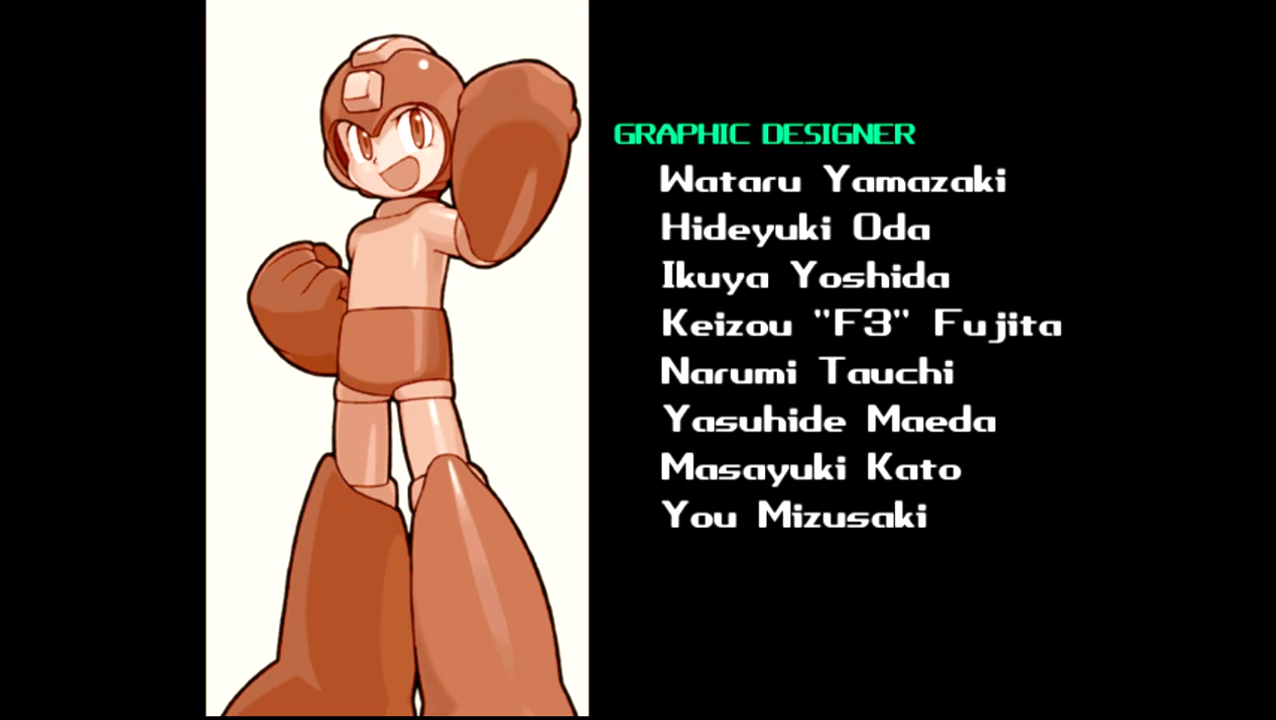 GRAPHIC DESIGNER
Wataru Yamazaki
Hideyuki Oda
Ikuya Yoshida
Keizou "F3" Fujita
Narumi Tauchi
Yasuhide Maeda
Masayuki Kato
You Mizusaki